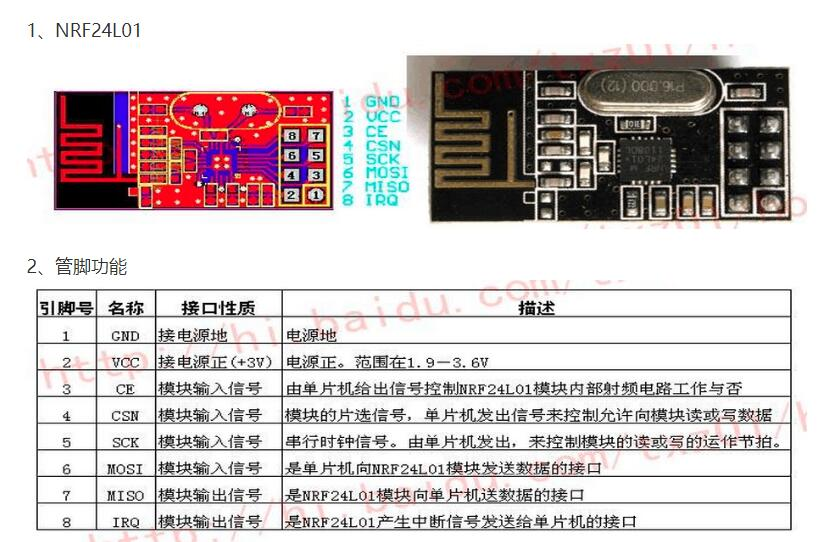 1、NRF24L01
1 GND
2 VCC
3 CE
4 CSN
5 SCK
6 MOSI
7 MISO
8 IRQ
8 7
6 5
4 3
2 1
P16.000 (12)
2、管脚功能
引脚号 名称 接口性质 描述
1 GND 接电源地 电源地
2 VCC 接电源正(+3V) 电源正。范围在1.9－3.6V
3 CE 模块输入信号 由单片机给出信号控制NRF24L01模块内部射频电路工作与否
4 CSN 模块输入信号 模块的片选信号，单片机发出信号来控制允许向模块读或写数据
5 SCK 模块输入信号 串行时钟信号。由单片机发出，来控制模块的读或写的运作节拍。
6 MOSI 模块输入信号 是单片机向NRF24L01模块发送数据的接口
7 MISO 模块输出信号 是NRF24L01模块向单片机送数据的接口
8 IRQ 模块输出信号 是NRF24L01产生中断信号发送给单片机的接口
http://hi.baidu.com/txz01/